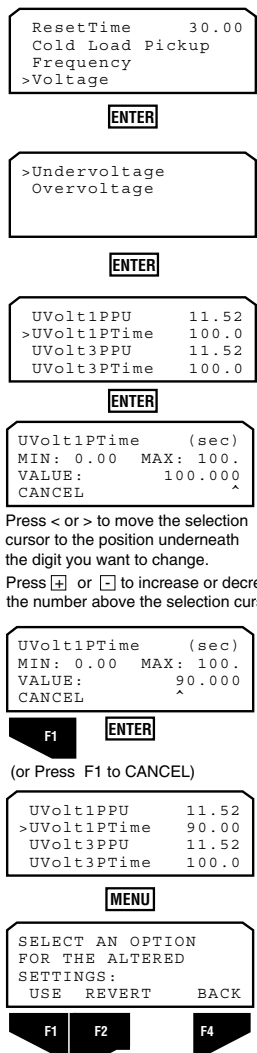 ResetTime 30.00
Cold Load Pickup
Frequency
>Voltage
ENTER
>Undervoltage
Overvoltage
ENTER
UVolt1PPU 11.52
>UVolt1PTime 100.0
UVolt3PPU 11.52
UVolt3PTime 100.0
ENTER
UVolt1PTime (sec)
MIN: 0.00 MAX: 100.
VALUE: 100.000
CANCEL ^
Press < or > to move the selection
cursor to the position underneath
the digit you want to change.
Press + or - to increase or
the number above the selection
UVolt1PTime (sec)
MIN: 0.00 MAX: 100.
VALUE: 90.000
CANCEL ^
F1 ENTER
(or Press F1 to CANCEL)
UVolt1PPU 11.52
>UVolt1PTime 90.00
UVolt3PPU 11.52
UVolt3PTime 100.0
MENU
SELECT AN OPTION
FOR THE ALTERED
SETTINGS:
USE REVERT BACK
F1 F2 F4